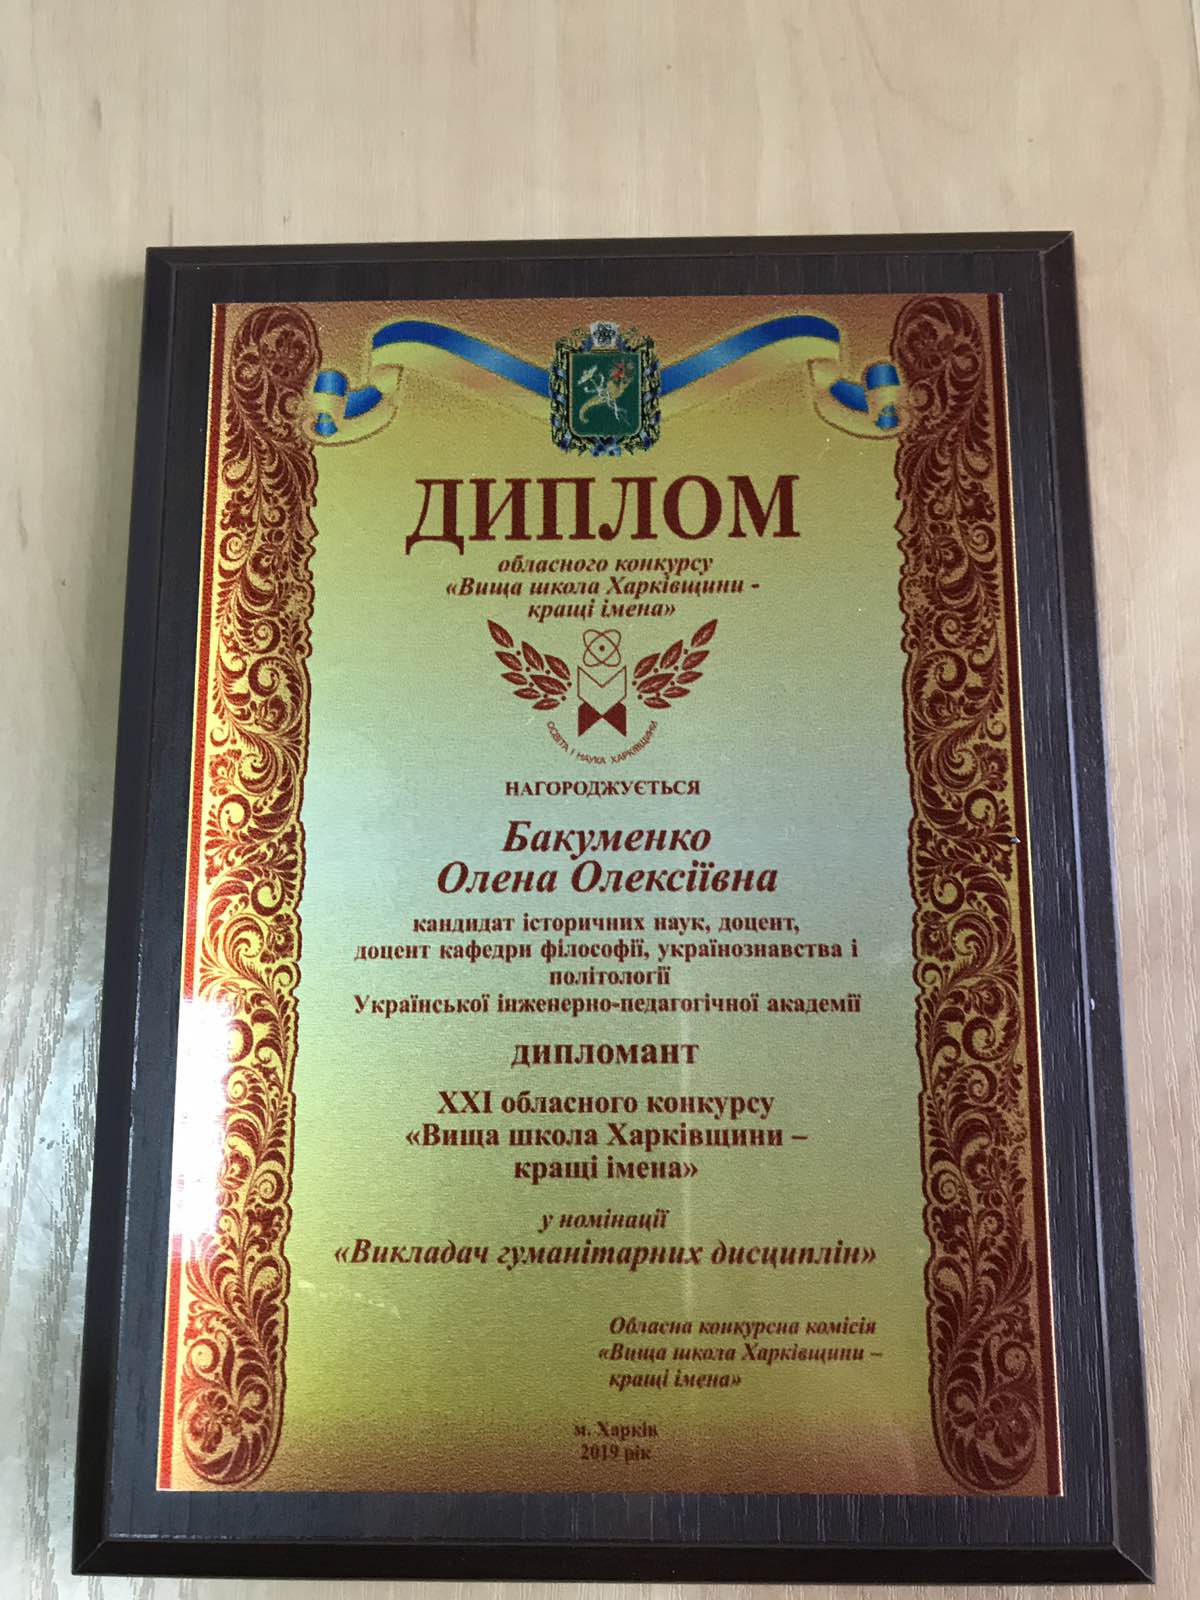 ДИПЛОМ
обласного конкурсу
«Вища школа Харківщини -
кращі імена»
ОСВІТА І НАУКА ХАРКІВЩИНИ
НАГОРОДЖУЄТЬСЯ
Бакуменко
Олена Олексіївна
кандидат історичних наук, доцент,
доцент кафедри філософії, українознавства і
політології
Української інженерно-педагогічної академії
дипломант
XXI обласного конкурсу
«Вища школа Харківщини –
кращі імена»
у номінації
«Викладач гуманітарних дисциплін»
Обласна конкурсна комісія
«Вища школа Харківщини –
кращі імена»
м. Харків
2019 рік